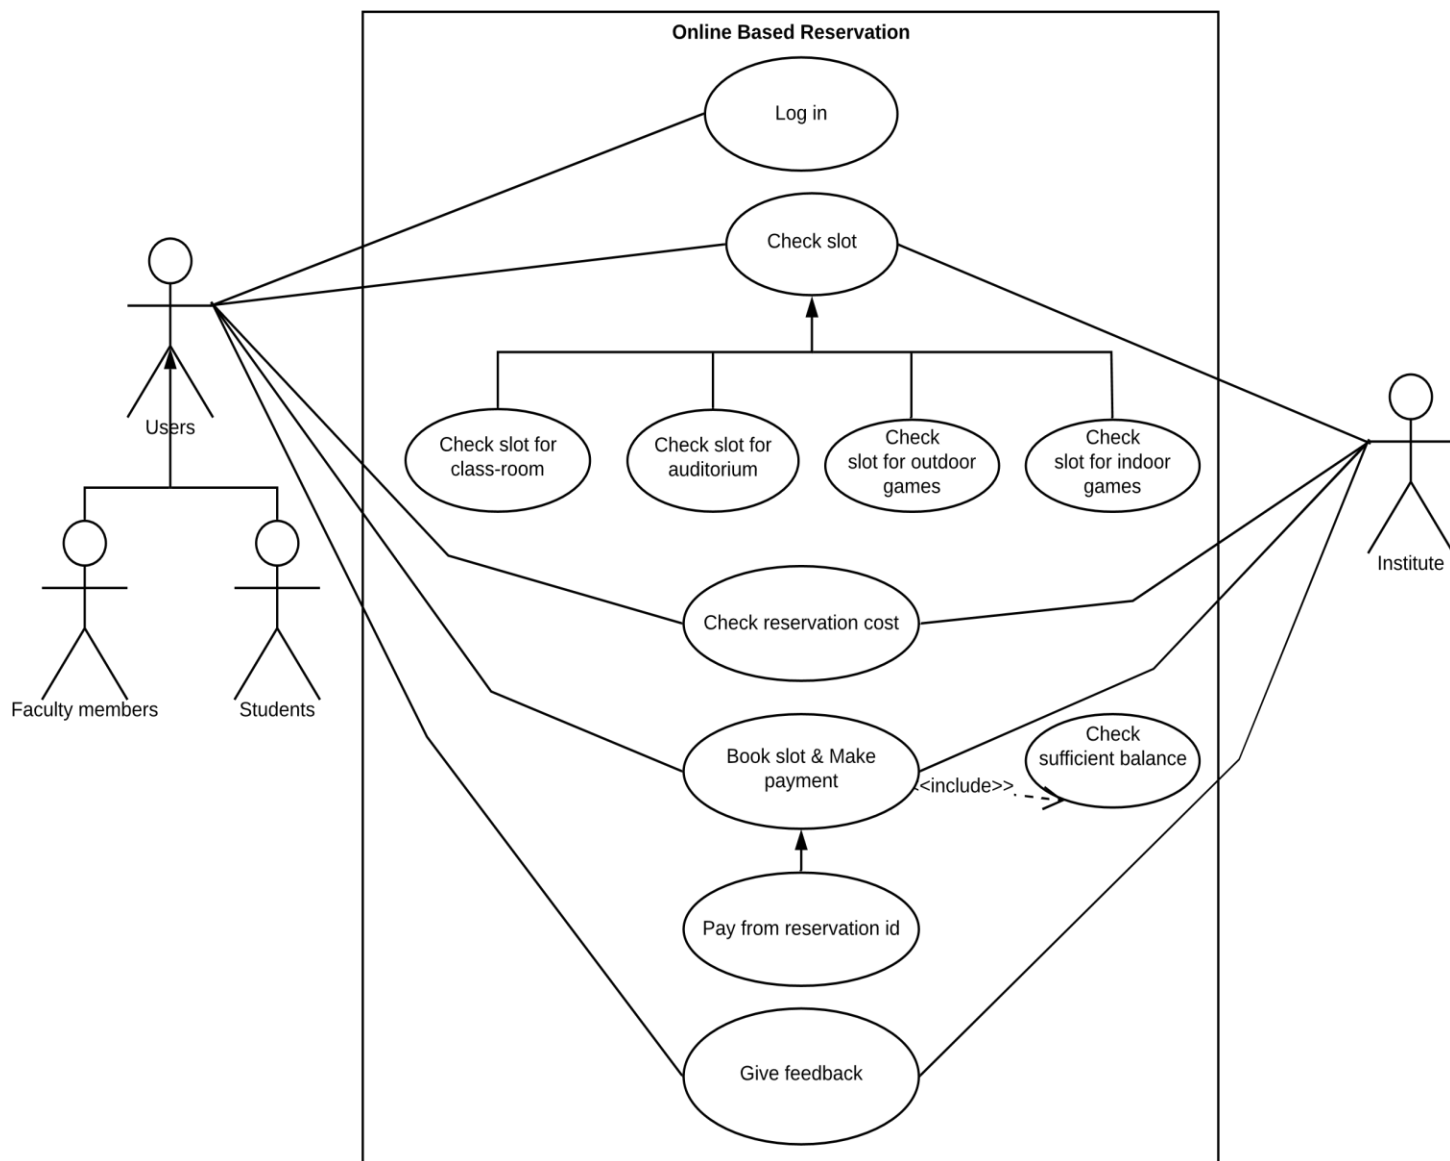 Online Based Reservation
Log in
Check slot
Users
Check slot for
class-room
Check slot for
auditorium
Check
slot for outdoor
games
Check
slot for indoor
games
Institute
Check reservation cost
Faculty members
Students
Book slot & Make
payment
<include>>
Check
sufficient balance
Pay from reservation id
Give feedback